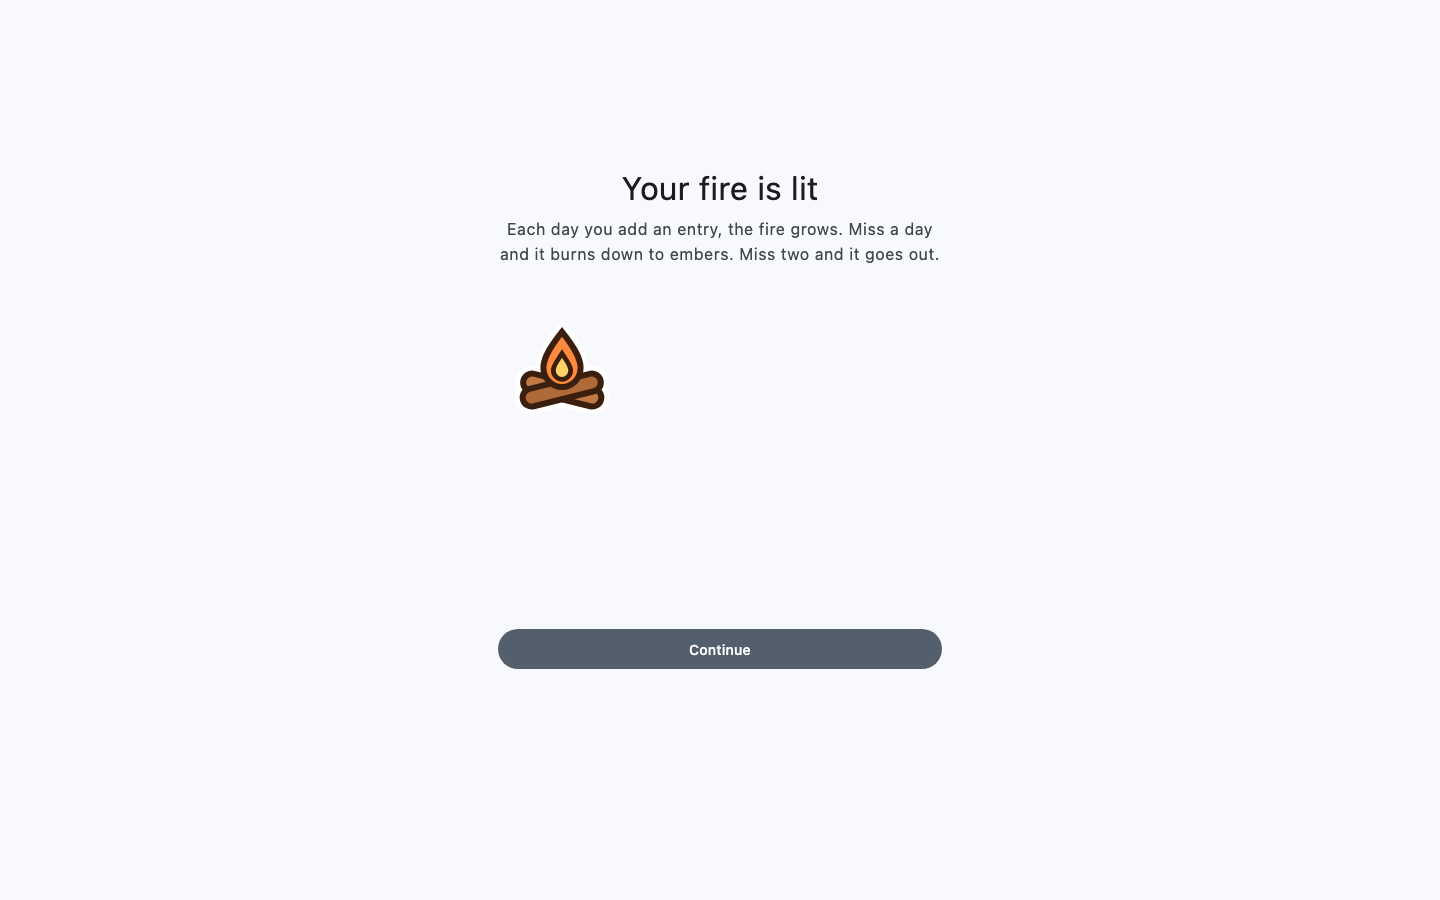 Your fire is lit
Each day you add an entry, the fire grows. Miss a day
and it burns down to embers. Miss two and it goes out.
Continue